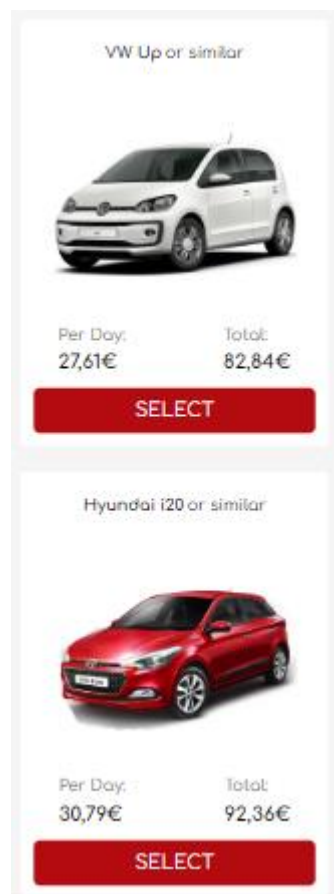 VW Up or similar
Per Day: Total:
27,61€ 82,84€
SELECT
Hyundai i20 or similar
Per Day: Total:
30,79€ 92,36€
SELECT